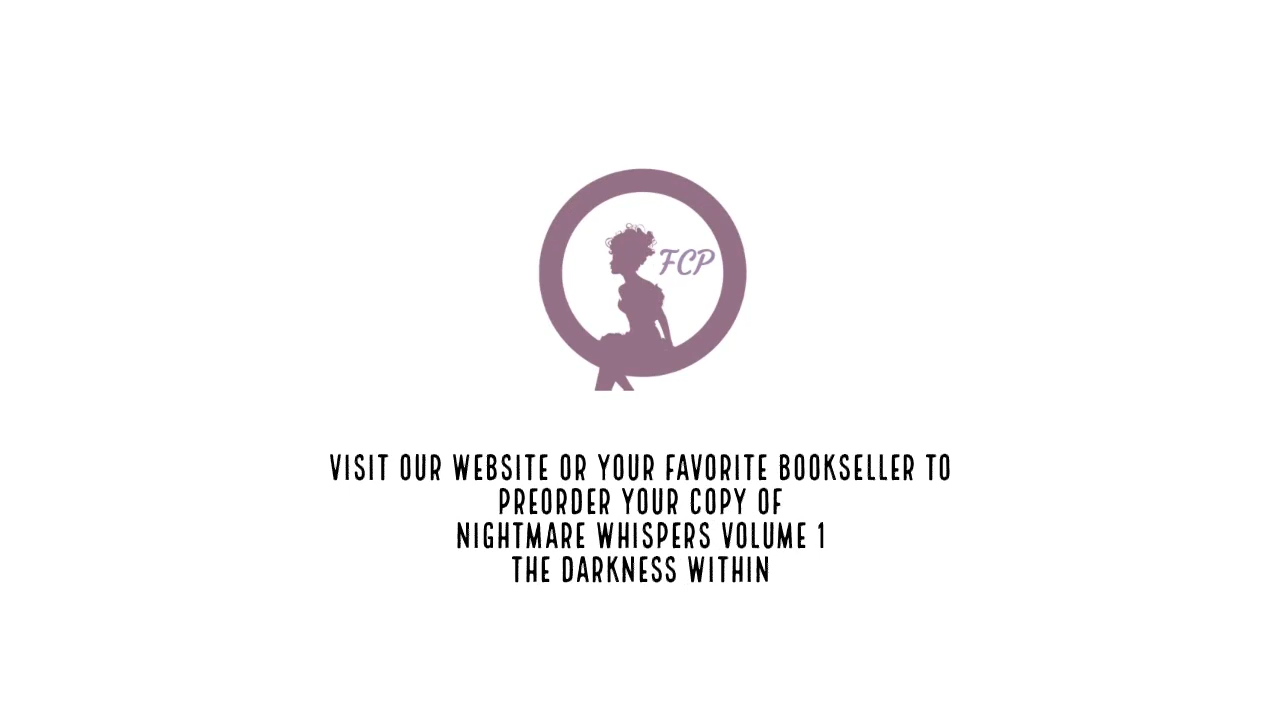 FCP
VISIT OUR WEBSITE OR YOUR FAVORITE BOOKSELLER TO
PREORDER YOUR COPY OF
NIGHTMARE WHISPERS VOLUME 1
THE DARKNESS WITHIN